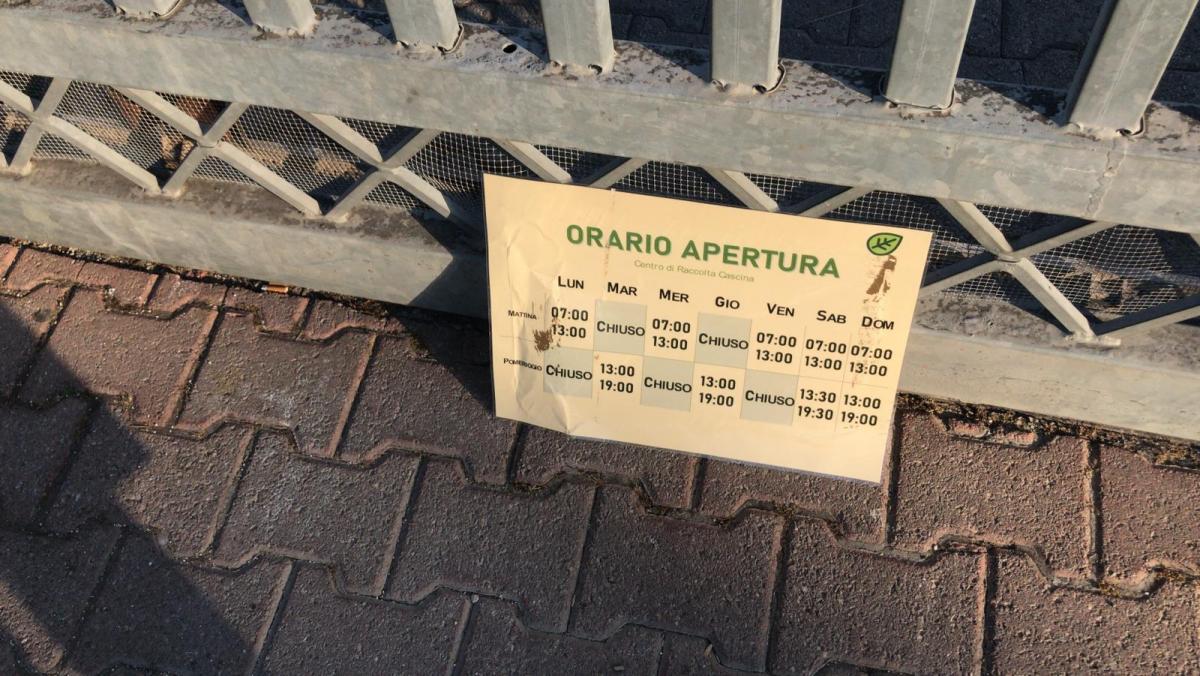 ORARIO APERTURA
Centro di Raccolta Cascina
LUN MAR MER GIO VEN SAB DOM
MATTINA 07:00 13:00 CHIUSO 07:00 13:00 CHIUSO 07:00 13:00 07:00 13:00 07:00 13:00
POMERIGGIO CHIUSO 13:00 19:00 CHIUSO 13:00 19:00 CHIUSO 13:30 19:30 13:00 19:00